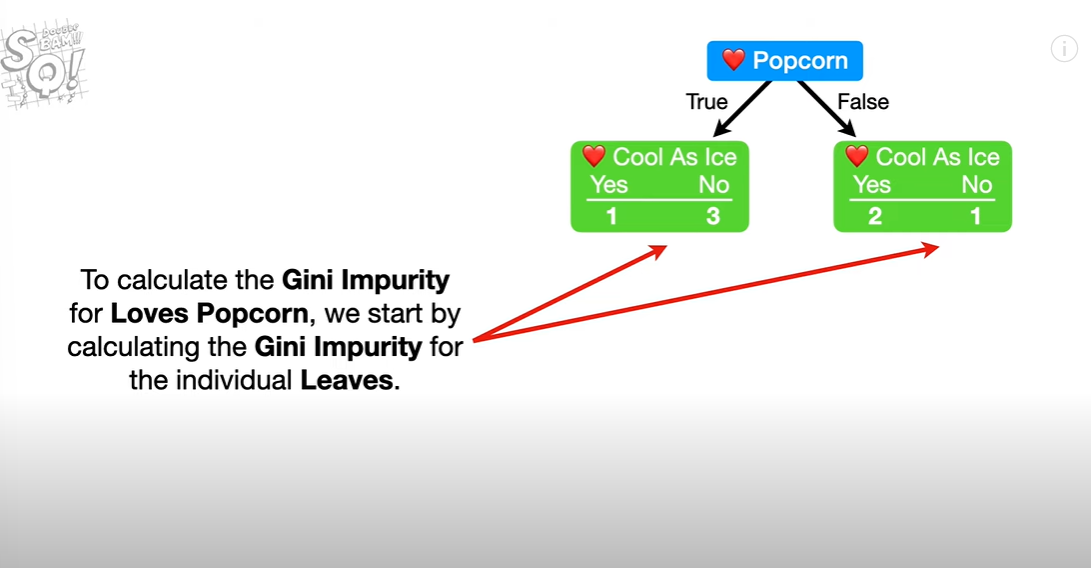 DOUBLE
BAM!!!
SQ!
❤️ Popcorn
True
False
❤️ Cool As Ice
Yes No
1 3
❤️ Cool As Ice
Yes No
2 1
To calculate the Gini Impurity
for Loves Popcorn, we start by
calculating the Gini Impurity for
the individual Leaves.